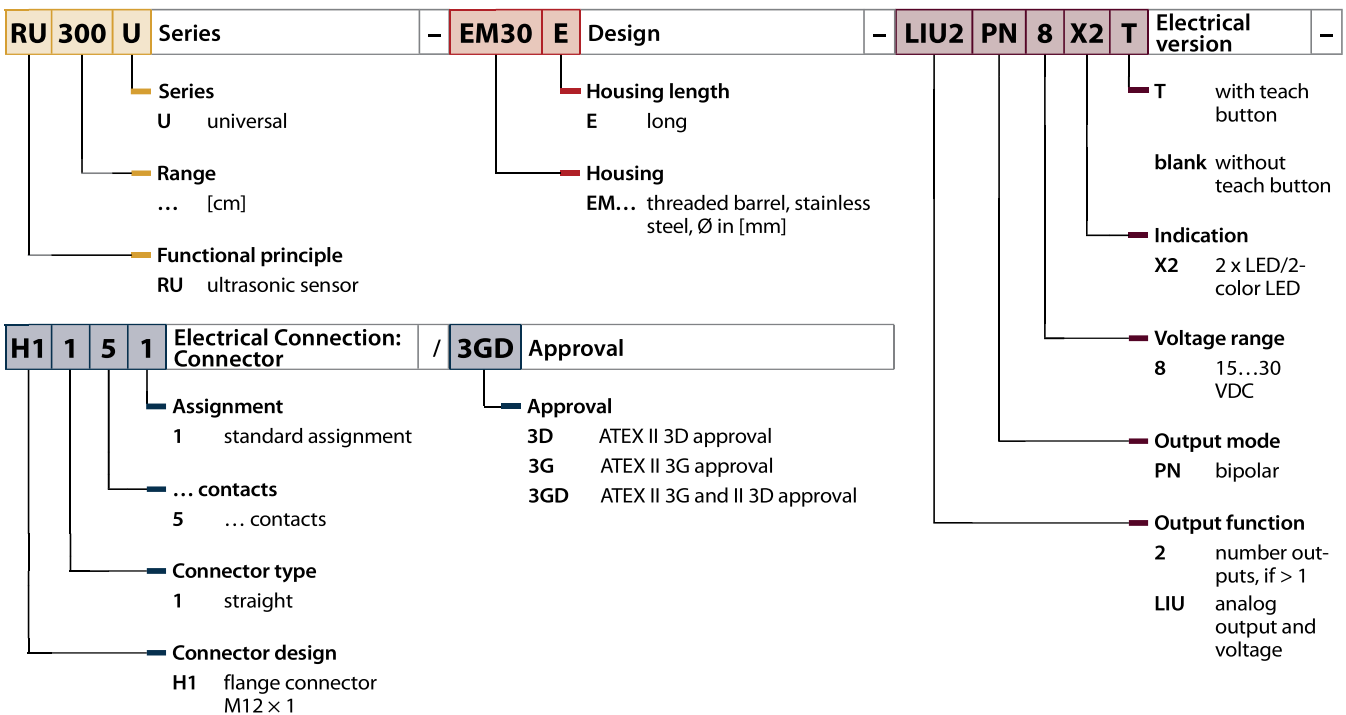 RU 300 U Series – EM30 E Design – LIU2 PN 8 X2 T Electrical version –
Series
U universal
Range
... [cm]
Functional principle
RU ultrasonic sensor
Housing length
E long
Housing
EM... threaded barrel, stainless
steel, Ø in [mm]
T with teach
button
blank without
teach button
Indication
X2 2 x LED/2-
color LED
Voltage range
8 15...30
VDC
Output mode
PN bipolar
Output function
2 number out-
puts, if > 1
LIU analog
output and
voltage
H1 1 5 1 Electrical Connection:
Connector / 3GD Approval
Assignment
1 standard assignment
... contacts
5 ... contacts
Connector type
1 straight
Connector design
H1 flange connector
M12 × 1
Approval
3D ATEX II 3D approval
3G ATEX II 3G approval
3GD ATEX II 3G and II 3D approval